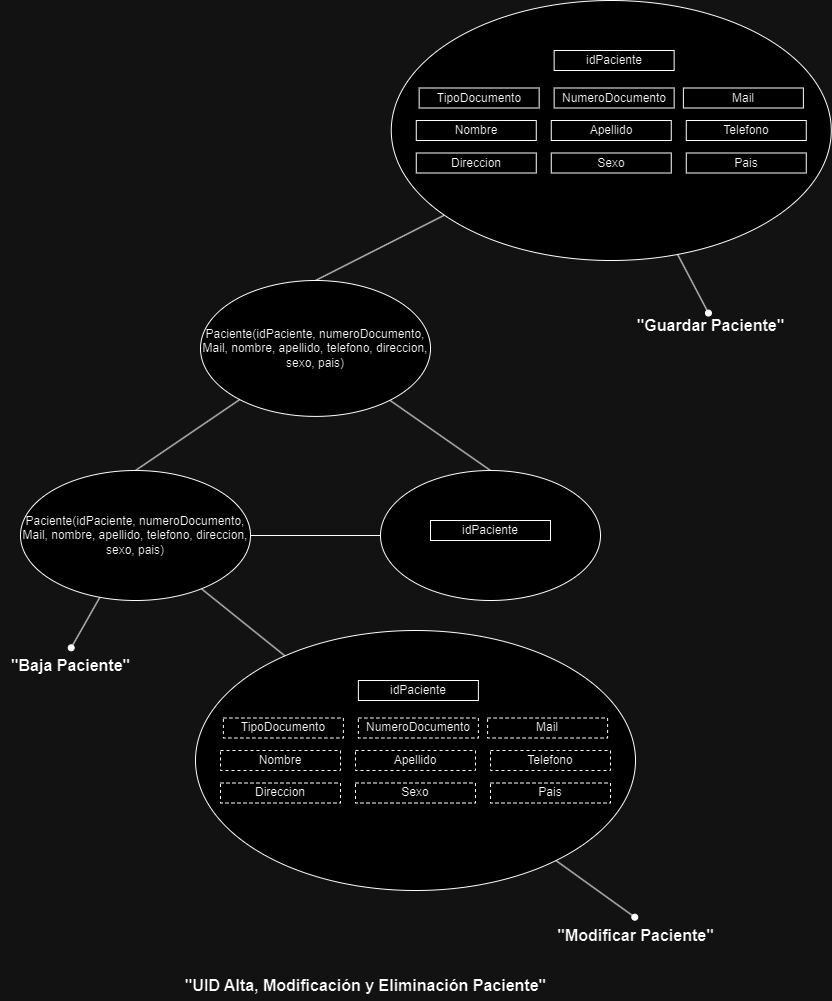 idPaciente
TipoDocumento
NumeroDocumento
Mail
Nombre
Apellido
Telefono
Direccion
Sexo
Pais
"Guardar Paciente"
Paciente(idPaciente, numeroDocumento,
Mail, nombre, apellido, telefono, direccion,
sexo, pais)
Paciente(idPaciente, numeroDocumento,
Mail, nombre, apellido, telefono, direccion,
sexo, pais)
idPaciente
"Baja Paciente"
idPaciente
TipoDocumento
NumeroDocumento
Mail
Nombre
Apellido
Telefono
Direccion
Sexo
Pais
"Modificar Paciente"
"UID Alta, Modificación y Eliminación Paciente"